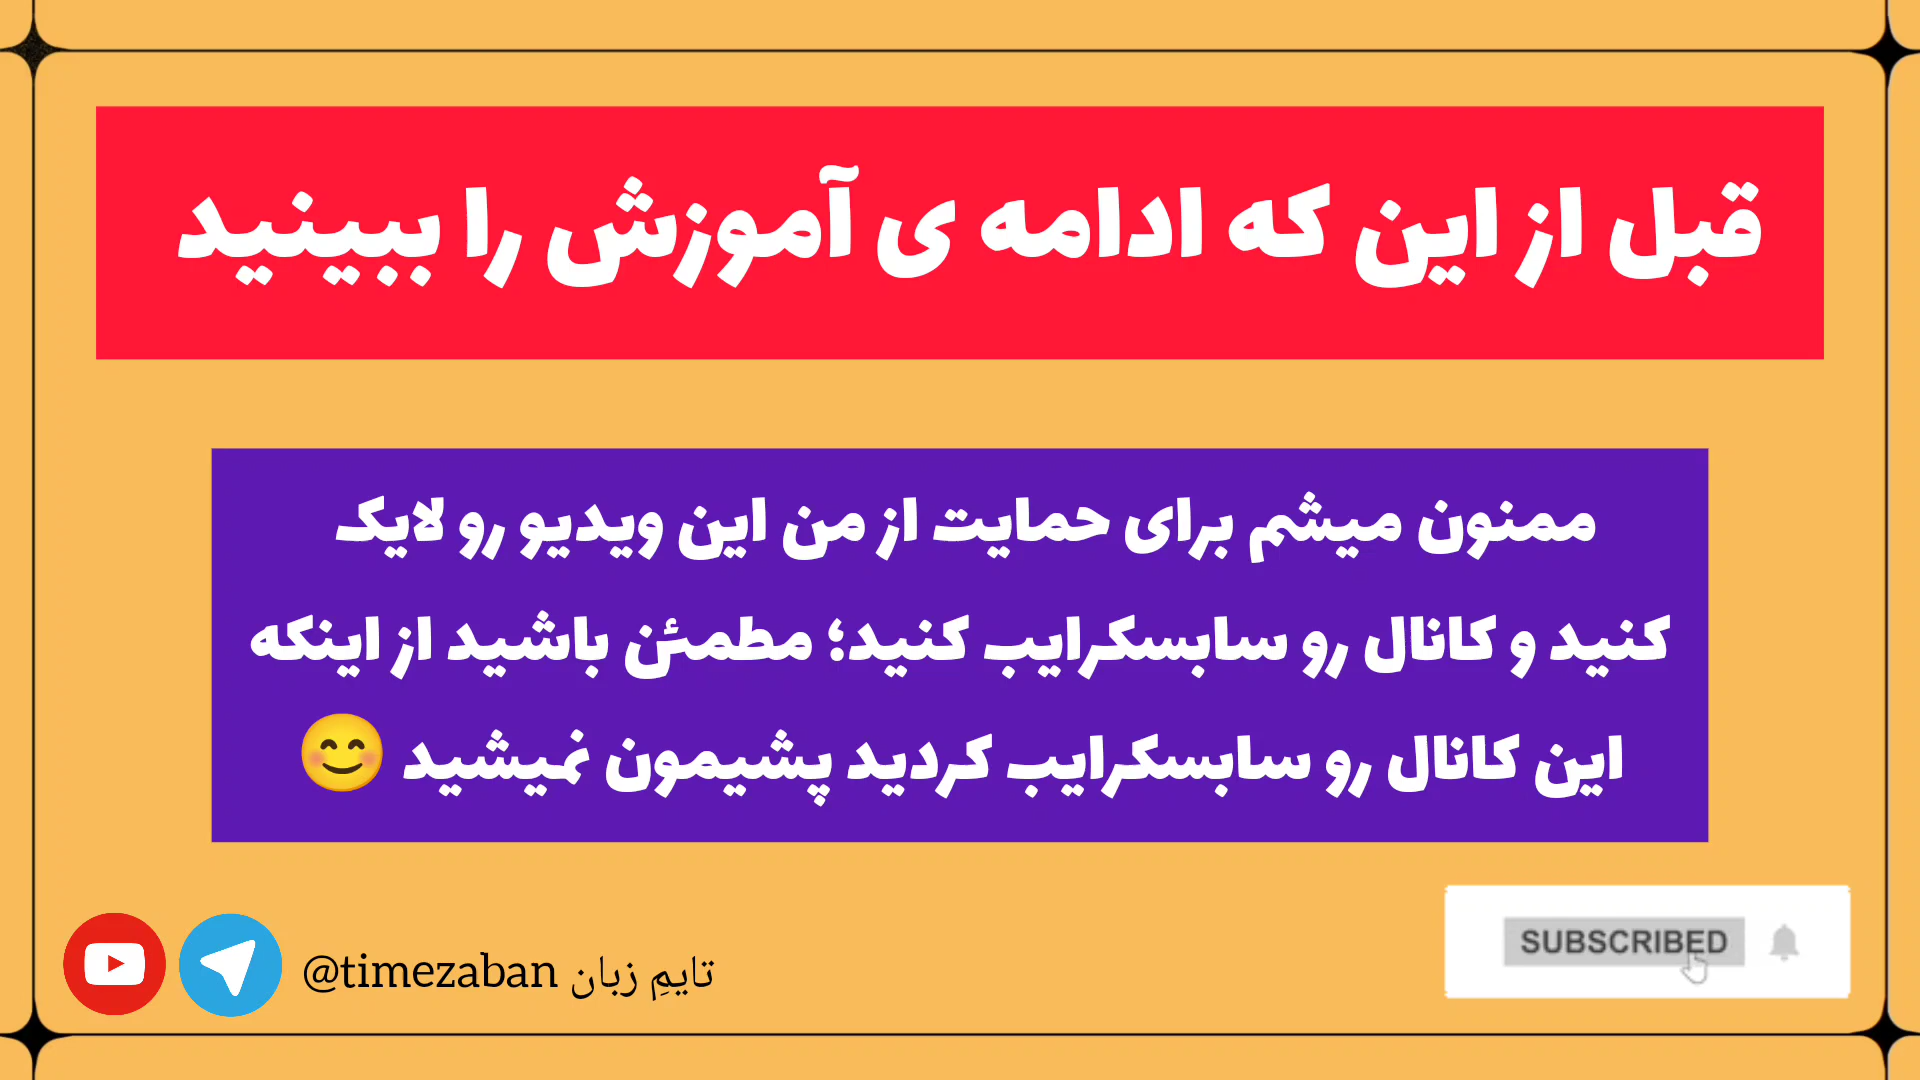 قبل از این که ادامه ی آموزش را ببینید
ممنون میشم برای حمایت از من این ویدیو رو لایک
کنید و کانال رو سابسکرایب کنید؛ مطمئن باشید از اینکه
این کانال رو سابسکرایب کردید پشیمون نمیشید 😊
@timezaban تایمِ زبان
SUBSCRIBED